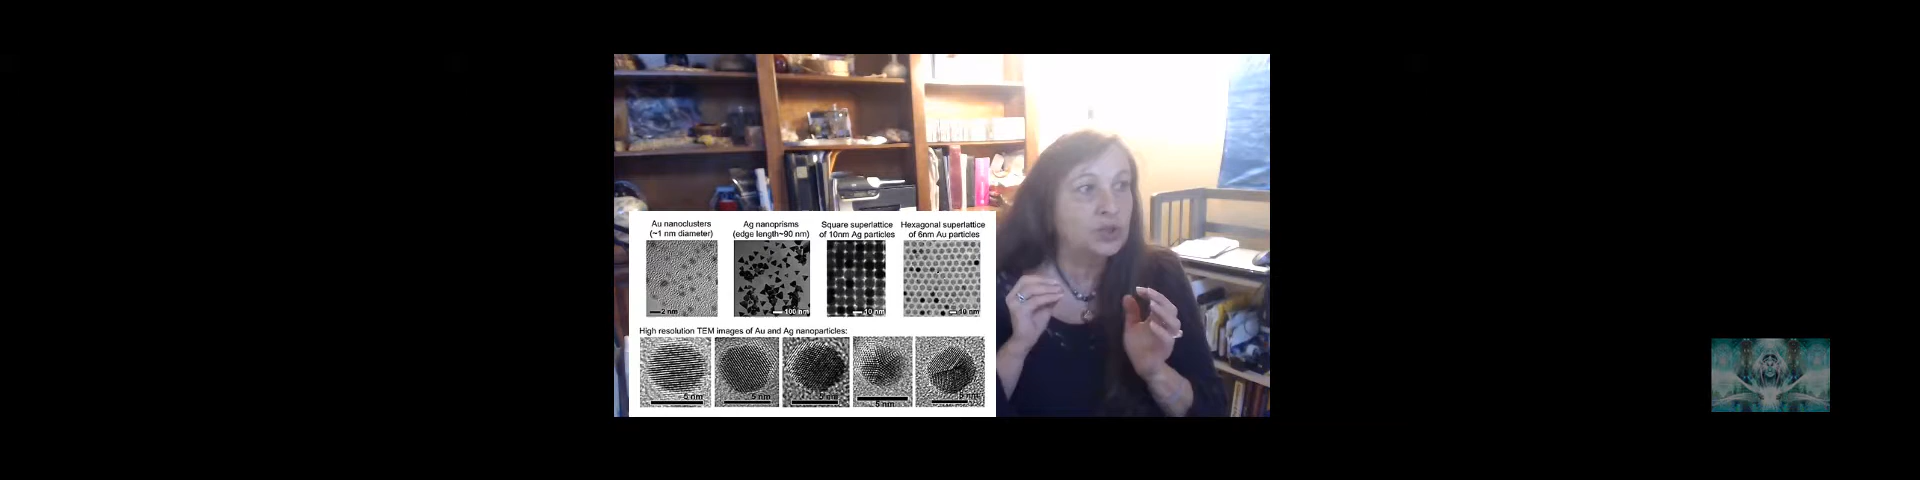 Au nanoclusters
(~1 nm diameter)
Ag nanoprisms
(edge length~90 nm)
Square superlattice
of 10nm Ag particles
Hexagonal superlattice
of 6nm Au particles
2 nm
100 nm
10 nm
10 nm
High resolution TEM images of Au and Ag nanoparticles:
5 nm
5 nm
5 nm
5 nm
5 nm